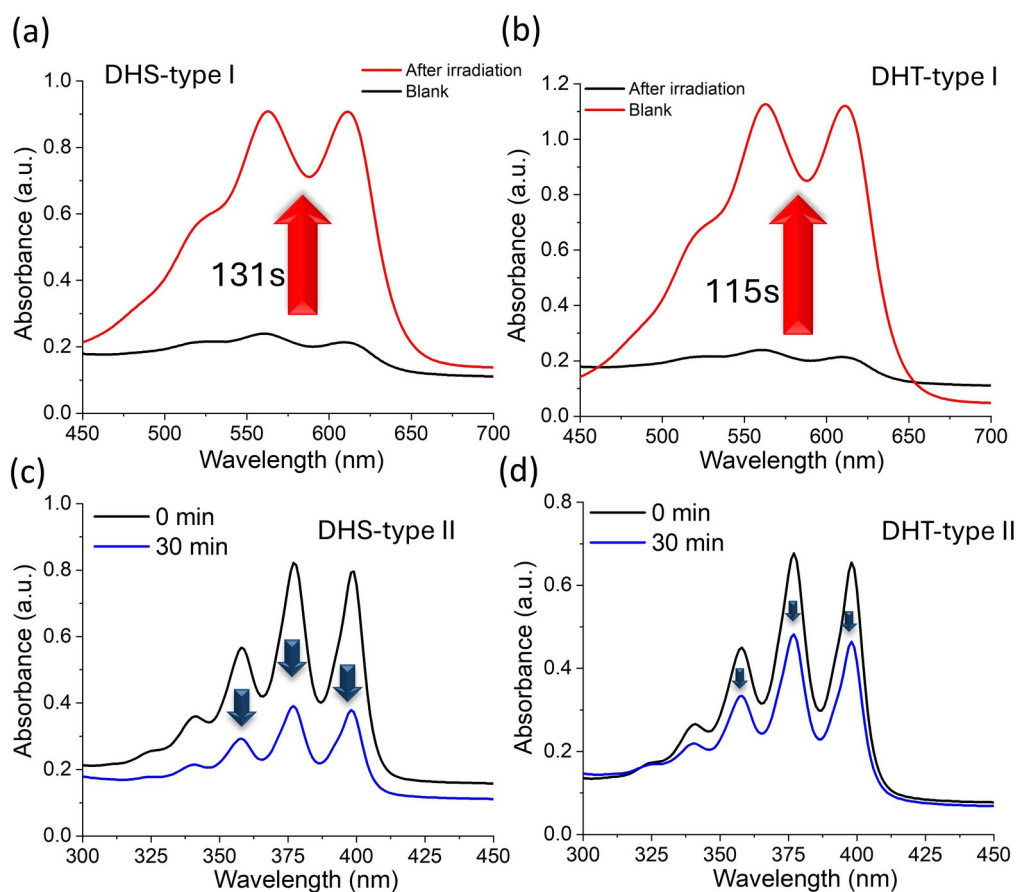 (a)
DHS-type I
After irradiation
Blank
131s
Absorbance (a.u.)
1.0
0.8
0.6
0.4
0.2
0.0
450 500 550 600 650 700
Wavelength (nm)
(b)
DHT-type I
After irradiation
Blank
115s
Absorbance (a.u.)
1.2
1.0
0.8
0.6
0.4
0.2
0.0
450 500 550 600 650 700
Wavelength (nm)
(c)
0 min
30 min
DHS-type II
Absorbance (a.u.)
1.0
0.8
0.6
0.4
0.2
0.0
300 325 350 375 400 425 450
Wavelength (nm)
(d)
0 min
30 min
DHT-type II
Absorbance (a.u.)
0.8
0.6
0.4
0.2
0.0
300 325 350 375 400 425 450
Wavelength (nm)